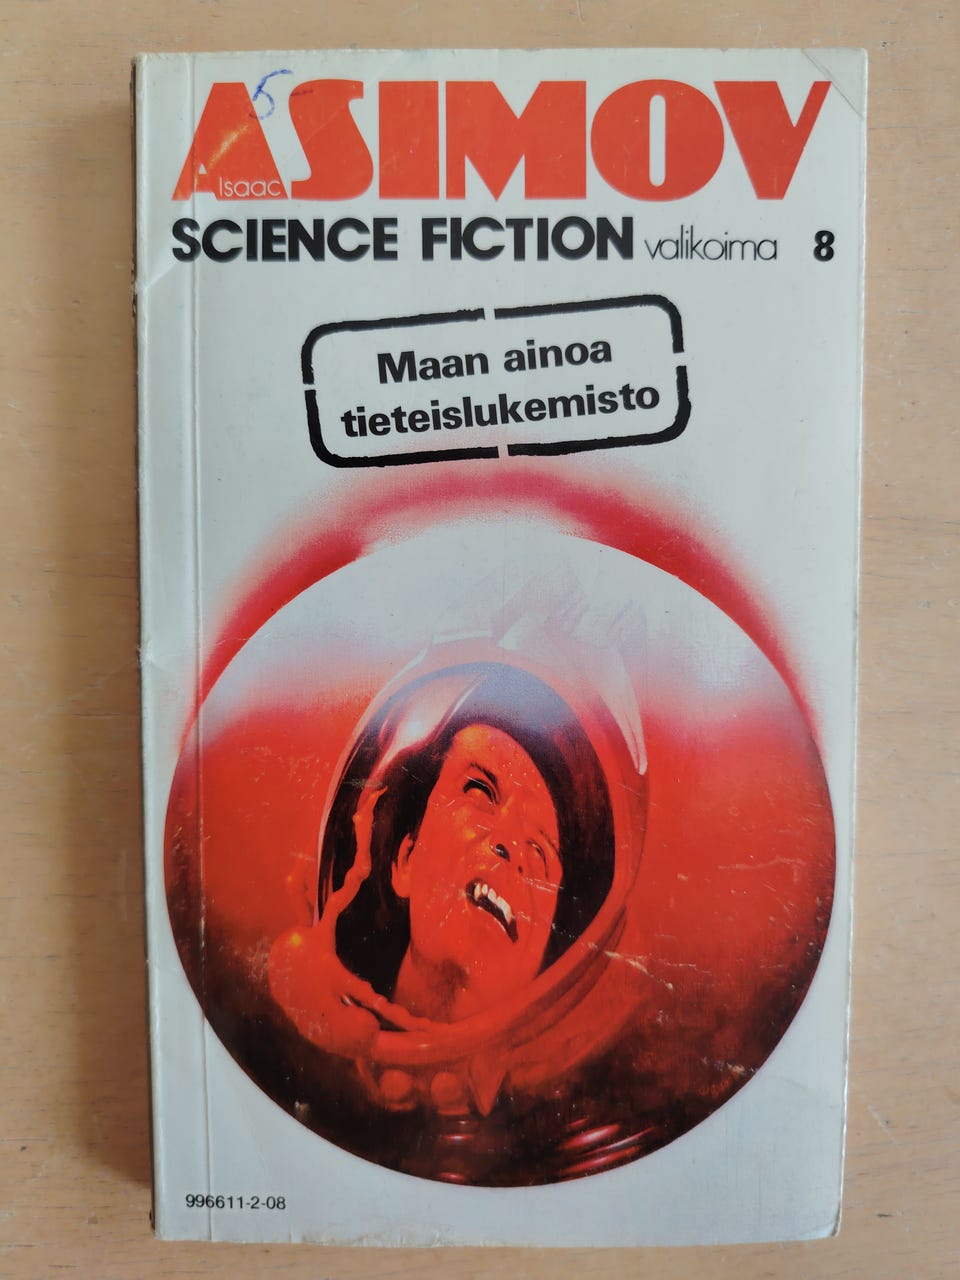 5
Isaac ASIMOV
SCIENCE FICTION valikoima 8
Maan ainoa
tieteislukemisto
996611-2-08